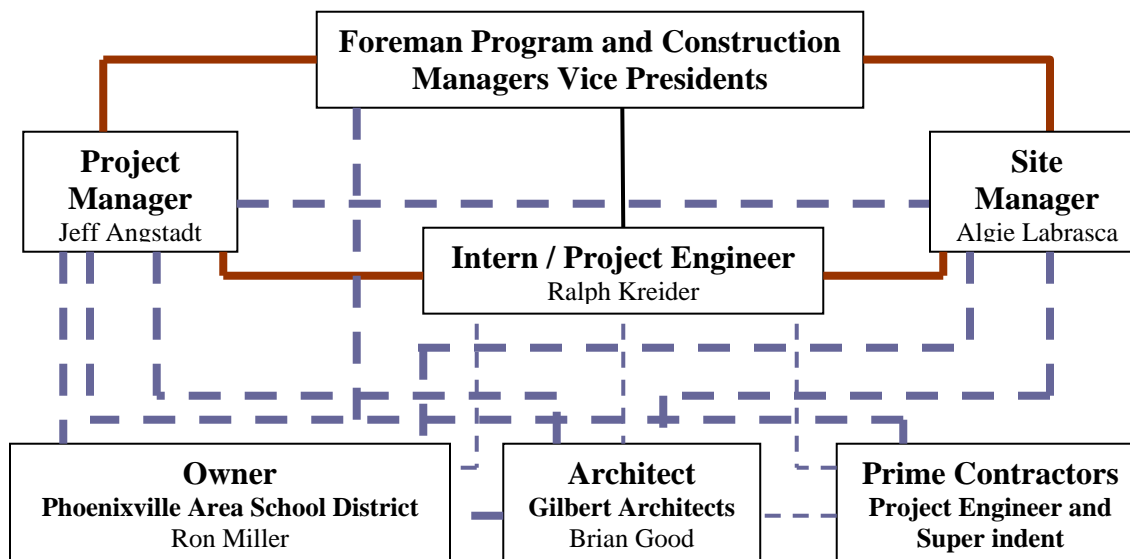 Foreman Program and Construction
Managers Vice Presidents
Project
Manager
Jeff Angstadt
Site
Manager
Algie Labrasca
Intern / Project Engineer
Ralph Kreider
Owner
Phoenixville Area School District
Ron Miller
Architect
Gilbert Architects
Brian Good
Prime Contractors
Project Engineer and
Super indent